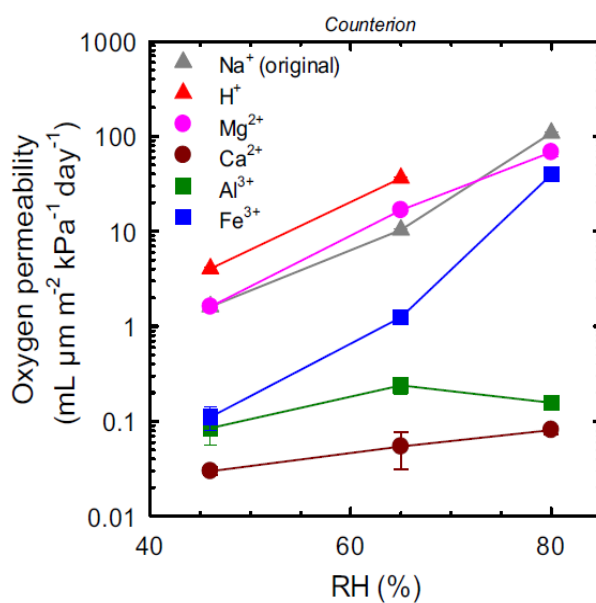 Counterion
1000
100
10
1
0.1
0.01
Oxygen permeability
(mL µm m⁻² kPa⁻¹ day⁻¹)
Na⁺ (original)
H⁺
Mg²⁺
Ca²⁺
Al³⁺
Fe³⁺
40 60 80
RH (%)